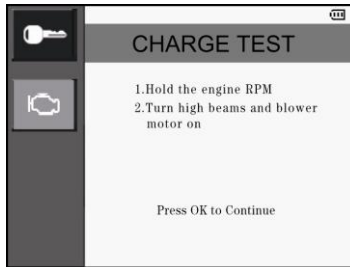 CHARGE TEST
1.Hold the engine RPM
2.Turn high beams and blower
motor on
Press OK to Continue